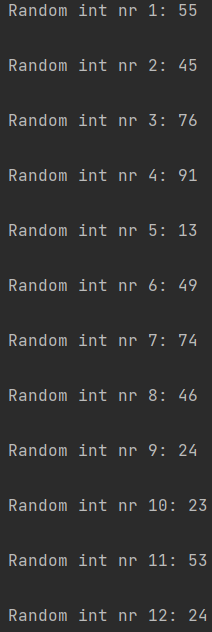 Random int nr 1: 55
Random int nr 2: 45
Random int nr 3: 76
Random int nr 4: 91
Random int nr 5: 13
Random int nr 6: 49
Random int nr 7: 74
Random int nr 8: 46
Random int nr 9: 24
Random int nr 10: 23
Random int nr 11: 53
Random int nr 12: 24